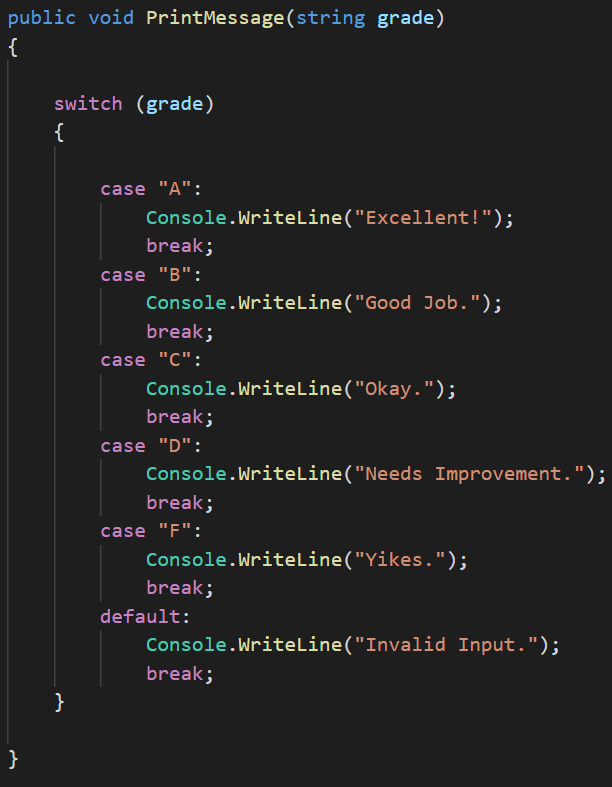 public void PrintMessage(string grade)
{
    switch (grade)
    {
        case "A":
            Console.WriteLine("Excellent!");
            break;
        case "B":
            Console.WriteLine("Good Job.");
            break;
        case "C":
            Console.WriteLine("Okay.");
            break;
        case "D":
            Console.WriteLine("Needs Improvement.");
            break;
        case "F":
            Console.WriteLine("Yikes.");
            break;
        default:
            Console.WriteLine("Invalid Input.");
            break;
    }
}